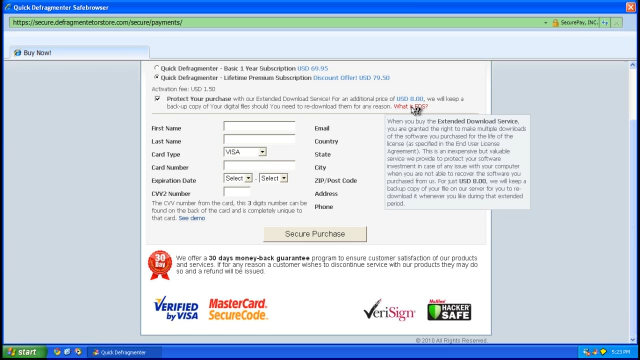 Quick Defragmenter Safebrowser
https://secure.defragmentetorstore.com/secure/payments/
SecurePay, INC.
Buy Now!
Quick Defragmenter - Basic 1 Year Subscription USD 69.95
Quick Defragmenter - Lifetime Premium Subscription Discount Offer! USD 79.50
Activation fee: USD 1.50
Protect Your purchase with our Extended Download Service! For an additional price of USD 8.00, we will keep a
back-up copy of Your digital files should You need to re-download them for any reason. What is EDS?
When you buy the Extended Download Service,
you are granted the right to make multiple downloads
of the software you purchased for the life of the
license (as specified in the End User License
Agreement). This is an inexpensive but valuable
service we provide to protect your software
investment in case of any issue with your computer
when you are not able to recover the software you
purchased from us. For just USD 8.00, we will keep a
backup copy of your file on our server for you to re-
download it whenever you like during that extended
period.
First Name
Last Name
Card Type VISA
Card Number
Expiration Date Select - Select
CVV2 Number
The CVV number from the card, this 3 digits number can be
found on the back of the card and is completely unique to
that card. See demo
Email
Country
State
City
ZIP/Post Code
Address
Phone
Secure Purchase
30
Day
We offer a 30 days money-back guarantee program to ensure customer satisfaction of our products
and services. If for any reason a customer wishes to discontinue service with our products they may do
so and a refund will be issued.
VERIFIED
by VISA
MasterCard.
SecureCode.
VeriSign
McAfee
HACKER
SAFE
© 2010 All Rights Reserved.
start
Quick Defragmenter
5:23 PM